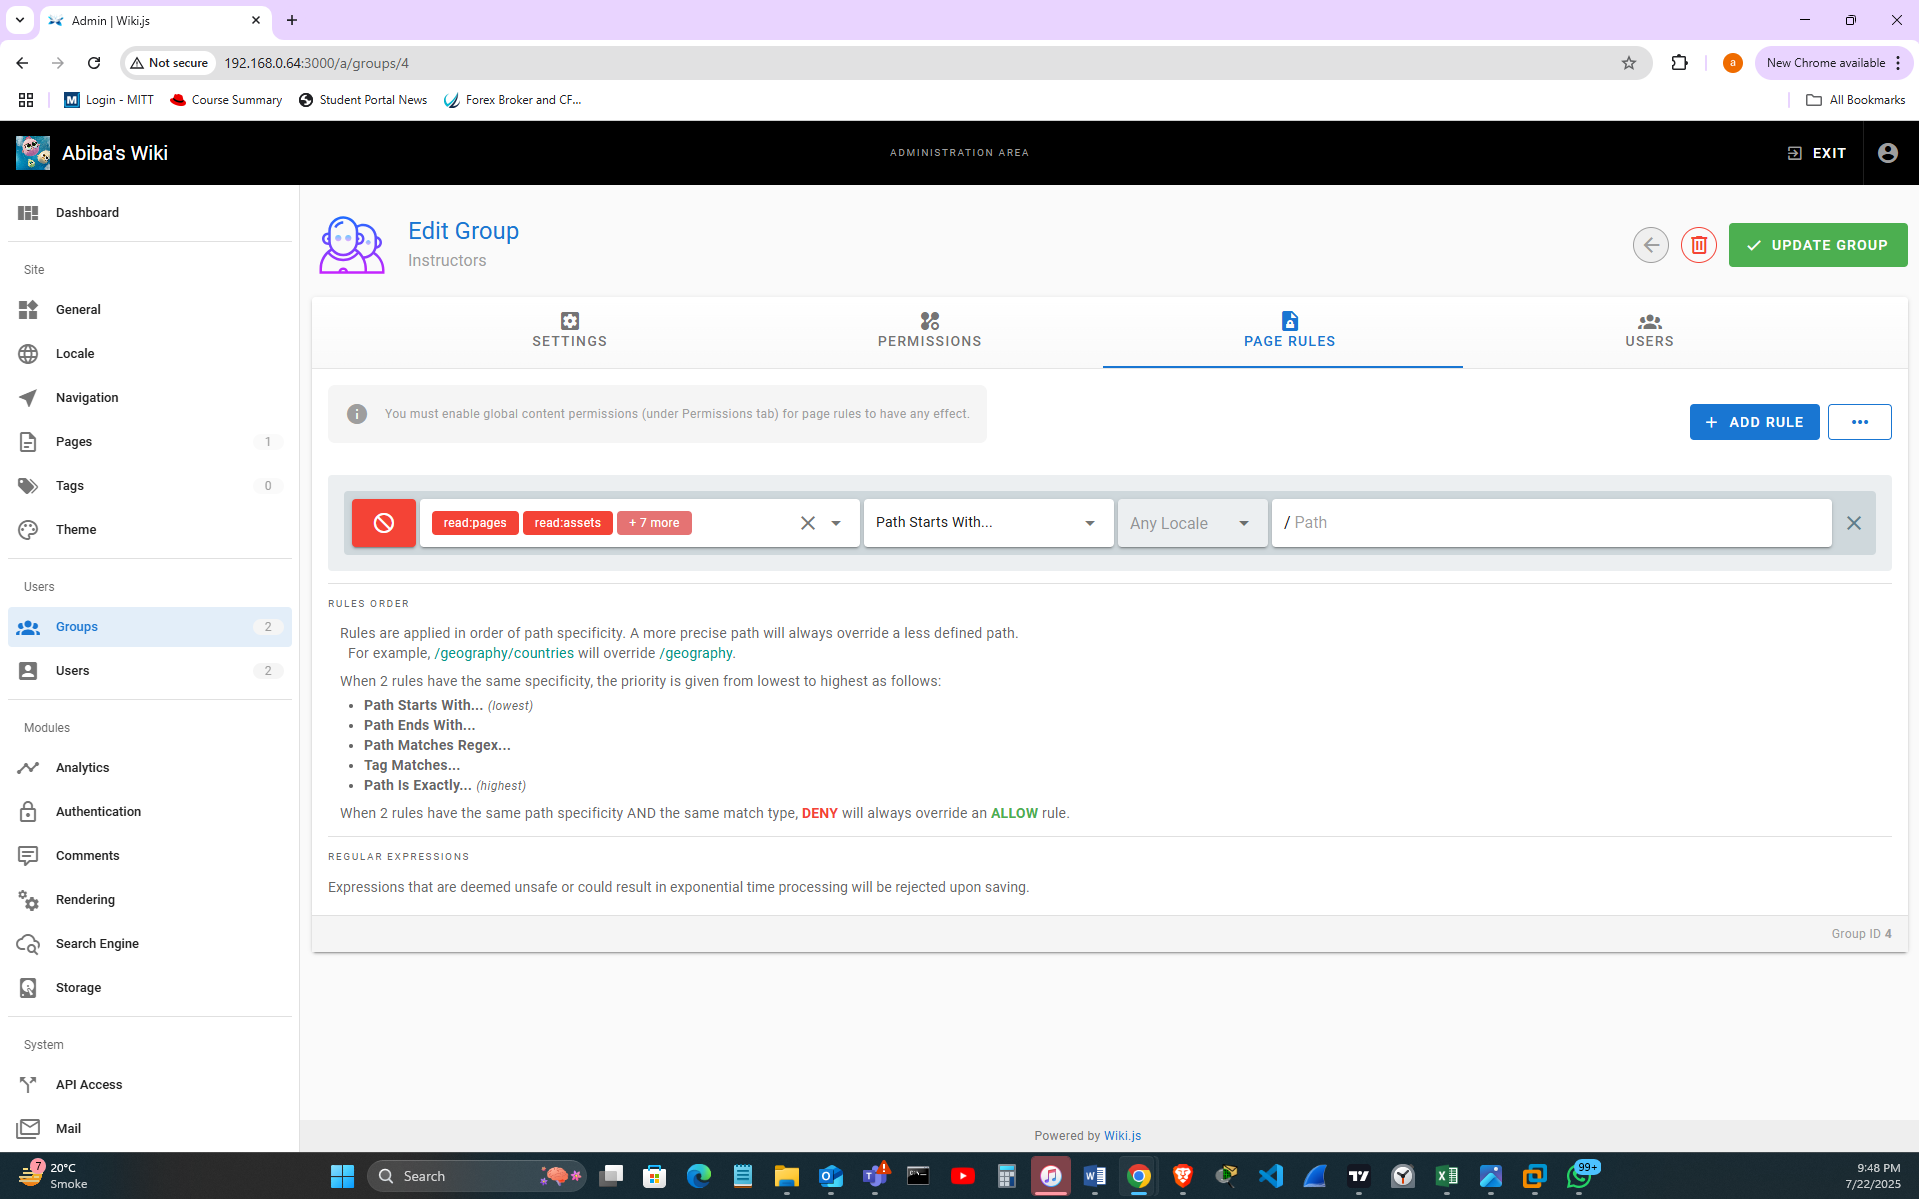 Admin | Wiki.js
Not secure
192.168.0.64:3000/a/groups/4
a
New Chrome available
Login - MITT
Course Summary
Student Portal News
Forex Broker and CF...
All Bookmarks
Abiba's Wiki
ADMINISTRATION AREA
EXIT
Dashboard
Site
General
Locale
Navigation
Pages 1
Tags 0
Theme
Users
Groups 2
Users 2
Modules
Analytics
Authentication
Comments
Rendering
Search Engine
Storage
System
API Access
Mail
Edit Group
Instructors
UPDATE GROUP
SETTINGS
PERMISSIONS
PAGE RULES
USERS
You must enable global content permissions (under Permissions tab) for page rules to have any effect.
+ ADD RULE
read:pages read:assets + 7 more
Path Starts With...
Any Locale
/ Path
RULES ORDER
Rules are applied in order of path specificity. A more precise path will always override a less defined path.
For example, /geography/countries will override /geography.
When 2 rules have the same specificity, the priority is given from lowest to highest as follows:
• Path Starts With... (lowest)
• Path Ends With...
• Path Matches Regex...
• Tag Matches...
• Path Is Exactly... (highest)
When 2 rules have the same path specificity AND the same match type, DENY will always override an ALLOW rule.
REGULAR EXPRESSIONS
Expressions that are deemed unsafe or could result in exponential time processing will be rejected upon saving.
Group ID 4
Powered by Wiki.js
7
20°C
Smoke
Search
99+
9:48 PM
7/22/2025